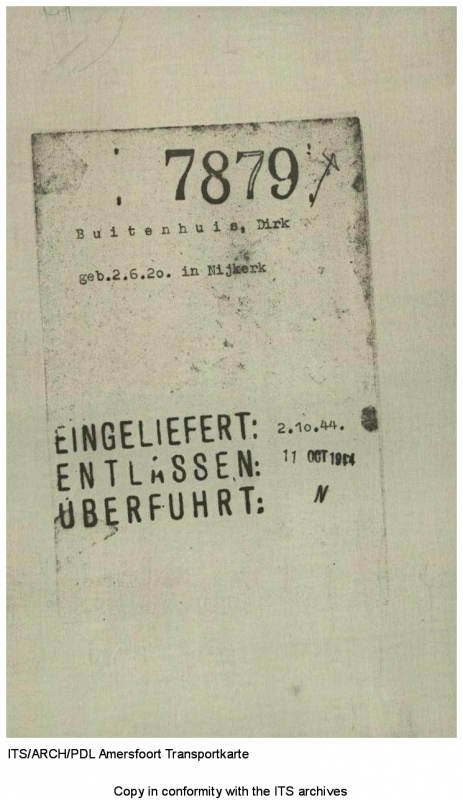 7879
Buitenhuis, Dirk
geb.2.6.20. in Nijkerk
EINGELIEFERT: 2.10.44.
ENTLASSEN: 11 OCT 1944
ÜBERFUHRT: N
ITS/ARCH/PDL Amersfoort Transportkarte
Copy in conformity with the ITS archives